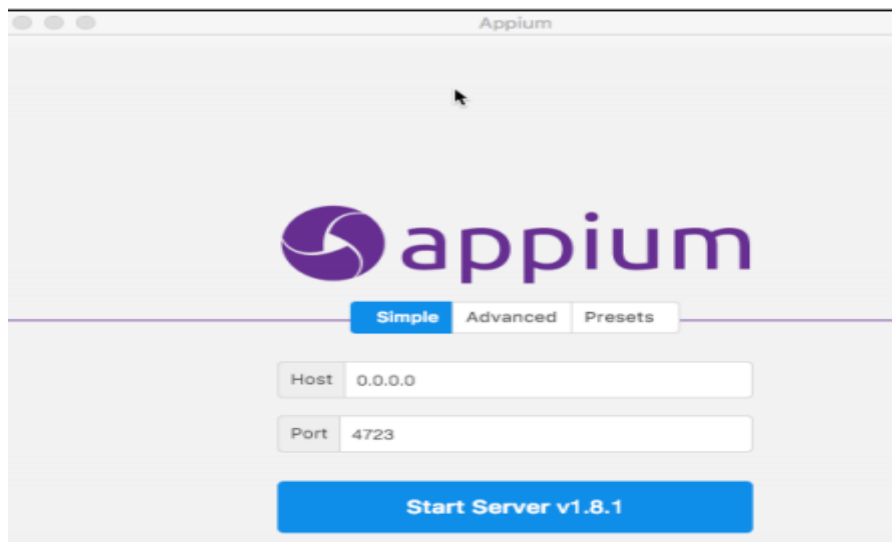 Appium
appium
Simple Advanced Presets
Host 0.0.0.0
Port 4723
Start Server v1.8.1